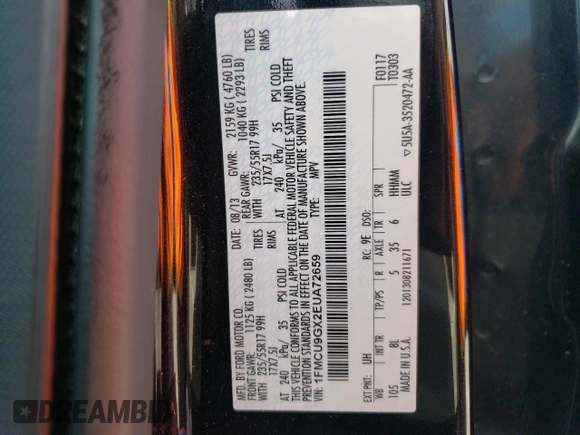 MFD. BY FORD MOTOR CO.
DATE: 08/13
GVWR: 2159 KG ( 4760 LB)
FRONT GAWR: 1125 KG ( 2480 LB)
REAR GAWR: 1040 KG ( 2293 LB)
235/55R17 99H TIRES 235/55R17 99H TIRES
17X7.5J RIMS 17X7.5J RIMS
AT 240 kPa/ 35 PSI COLD AT 240 kPa/ 35 PSI COLD
THIS VEHICLE CONFORMS TO ALL APPLICABLE FEDERAL MOTOR VEHICLE SAFETY AND THEFT
PREVENTION STANDARDS IN EFFECT ON THE DATE OF MANUFACTURE SHOWN ABOVE.
VIN: 1FMCU9GX2EUA72659
TYPE: MPV
F0117
T0303
EXT PNT: UH RC: 9E DSO:
WB INT TR TP/PS R AXLE TR SPR
105 8L 5 35 6 HHMM
ULC
1201308211671
MADE IN U.S.A.
▽5U5A-3520472-AA
DREAMBID